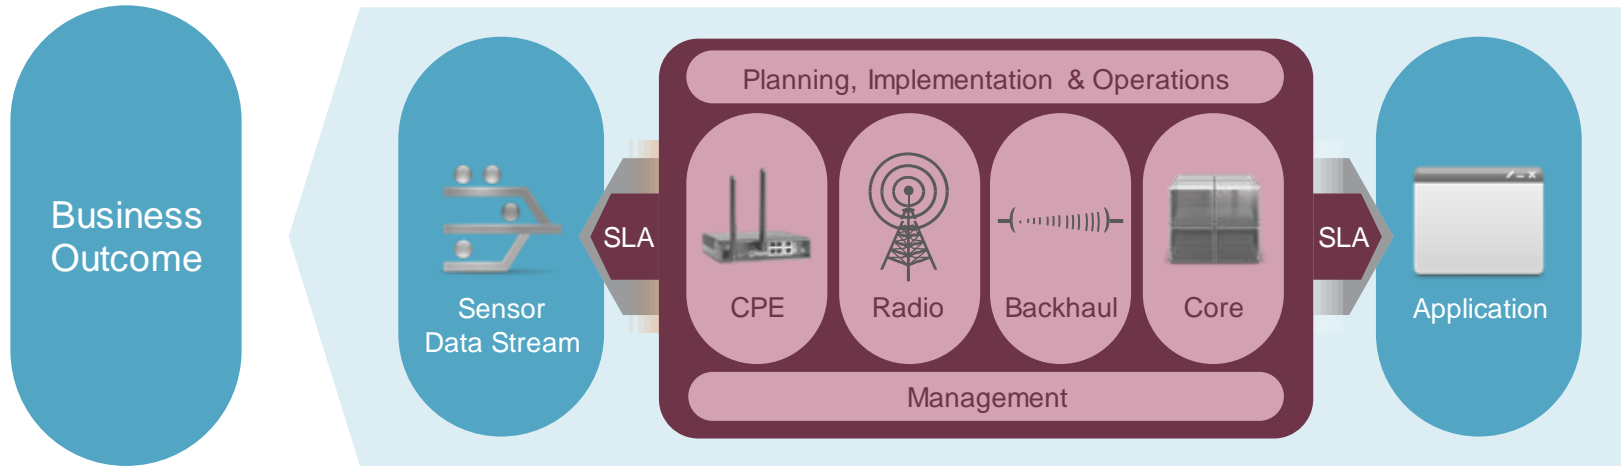 Business
Outcome
Sensor
Data Stream
SLA
Planning, Implementation & Operations
CPE
Radio
Backhaul
Core
Management
SLA
Application